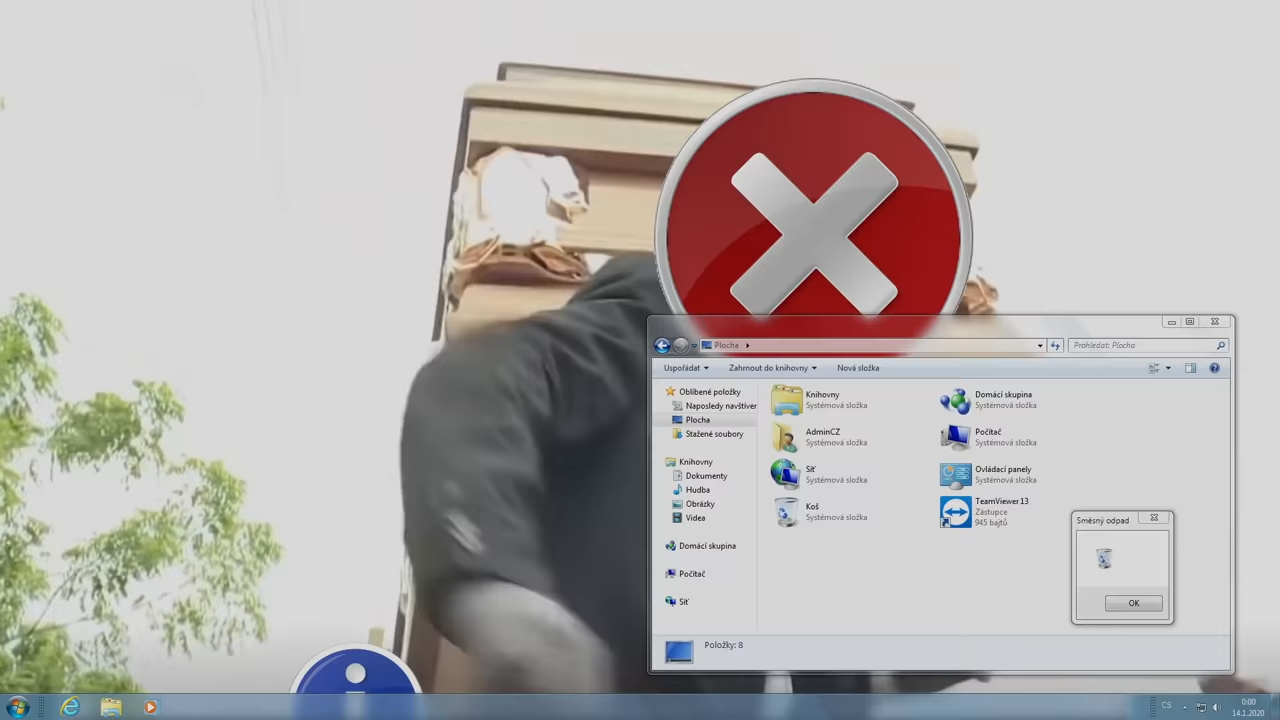 Plocha
Prohledat: Plocha
Uspořádat
Zahrnout do knihovny
Nová složka
Oblíbené položky
Naposledy navštíver
Plocha
Stažené soubory
Knihovny
Dokumenty
Hudba
Obrázky
Videa
Domácí skupina
Počítač
Síť
Knihovny
Systémová složka
Domácí skupina
Systémová složka
AdminCZ
Systémová složka
Počítač
Systémová složka
Síť
Systémová složka
Ovládací panely
Systémová složka
Koš
Systémová složka
TeamViewer 13
Zástupce
945 bajtů
Položky: 8
Směsný odpad
OK
CS
0:00
14.1.2020